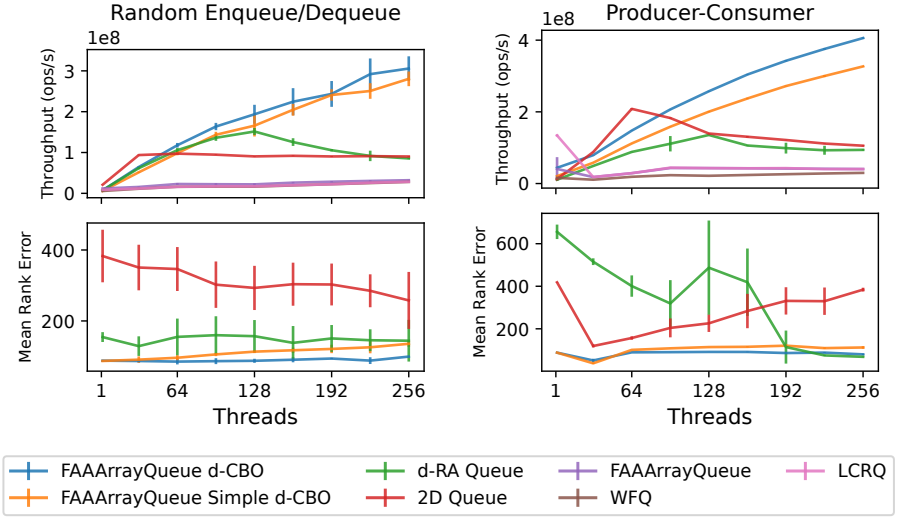 Random Enqueue/Dequeue
Producer-Consumer
1e8
1e8
Throughput (ops/s)
3
2
1
0
Throughput (ops/s)
4
2
0
Mean Rank Error
400
200
1
64
128
192
256
Threads
Mean Rank Error
600
400
200
1
64
128
192
256
Threads
FAAArrayQueue d-CBO
d-RA Queue
FAAArrayQueue
LCRQ
FAAArrayQueue Simple d-CBO
2D Queue
WFQ